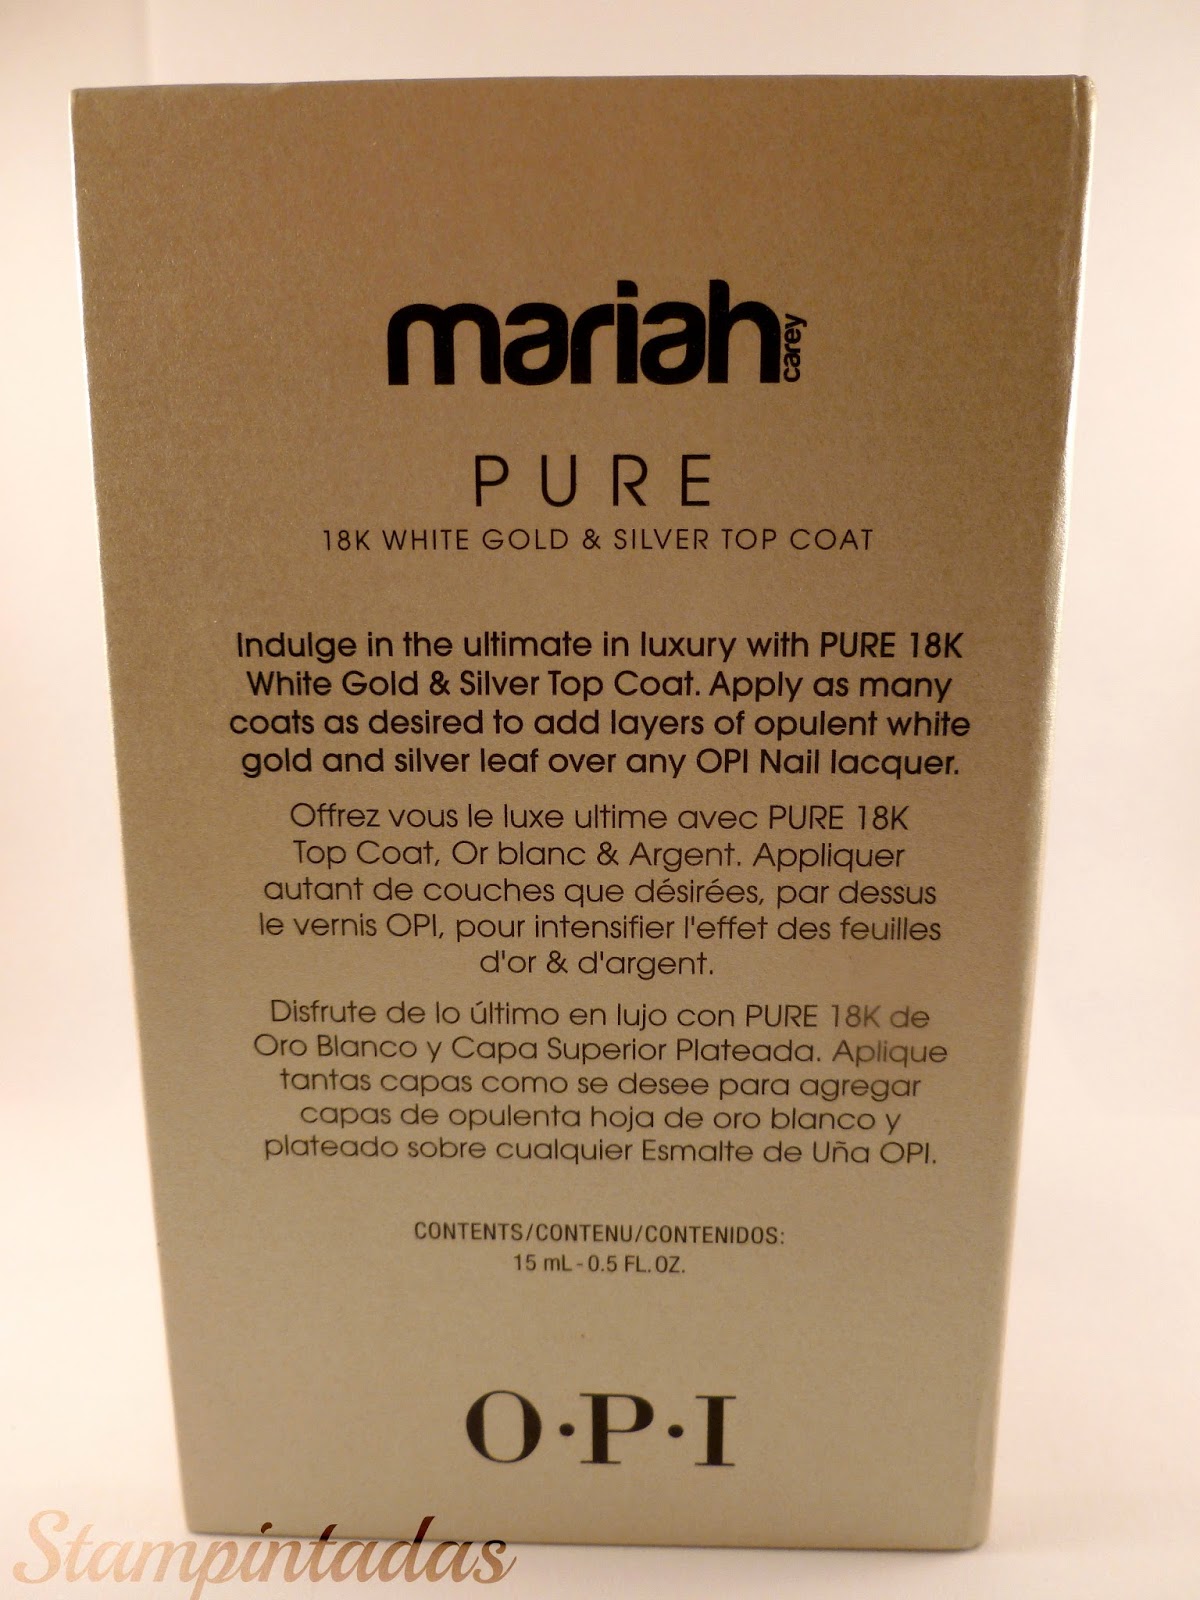 mariah carey
PURE
18K WHITE GOLD & SILVER TOP COAT
Indulge in the ultimate in luxury with PURE 18K
White Gold & Silver Top Coat. Apply as many
coats as desired to add layers of opulent white
gold and silver leaf over any OPI Nail lacquer.
Offrez vous le luxe ultime avec PURE 18K
Top Coat, Or blanc & Argent. Appliquer
autant de couches que désirées, par dessus
le vernis OPI, pour intensifier l'effet des feuilles
d'or & d'argent.
Disfrute de lo último en lujo con PURE 18K de
Oro Blanco y Capa Superior Plateada. Aplique
tantas capas como se desee para agregar
capas de opulenta hoja de oro blanco y
plateado sobre cualquier Esmalte de Uña OPI.
CONTENTS/CONTENU/CONTENIDOS:
15 mL - 0.5 FL.OZ.
O·P·I
Stampintadas